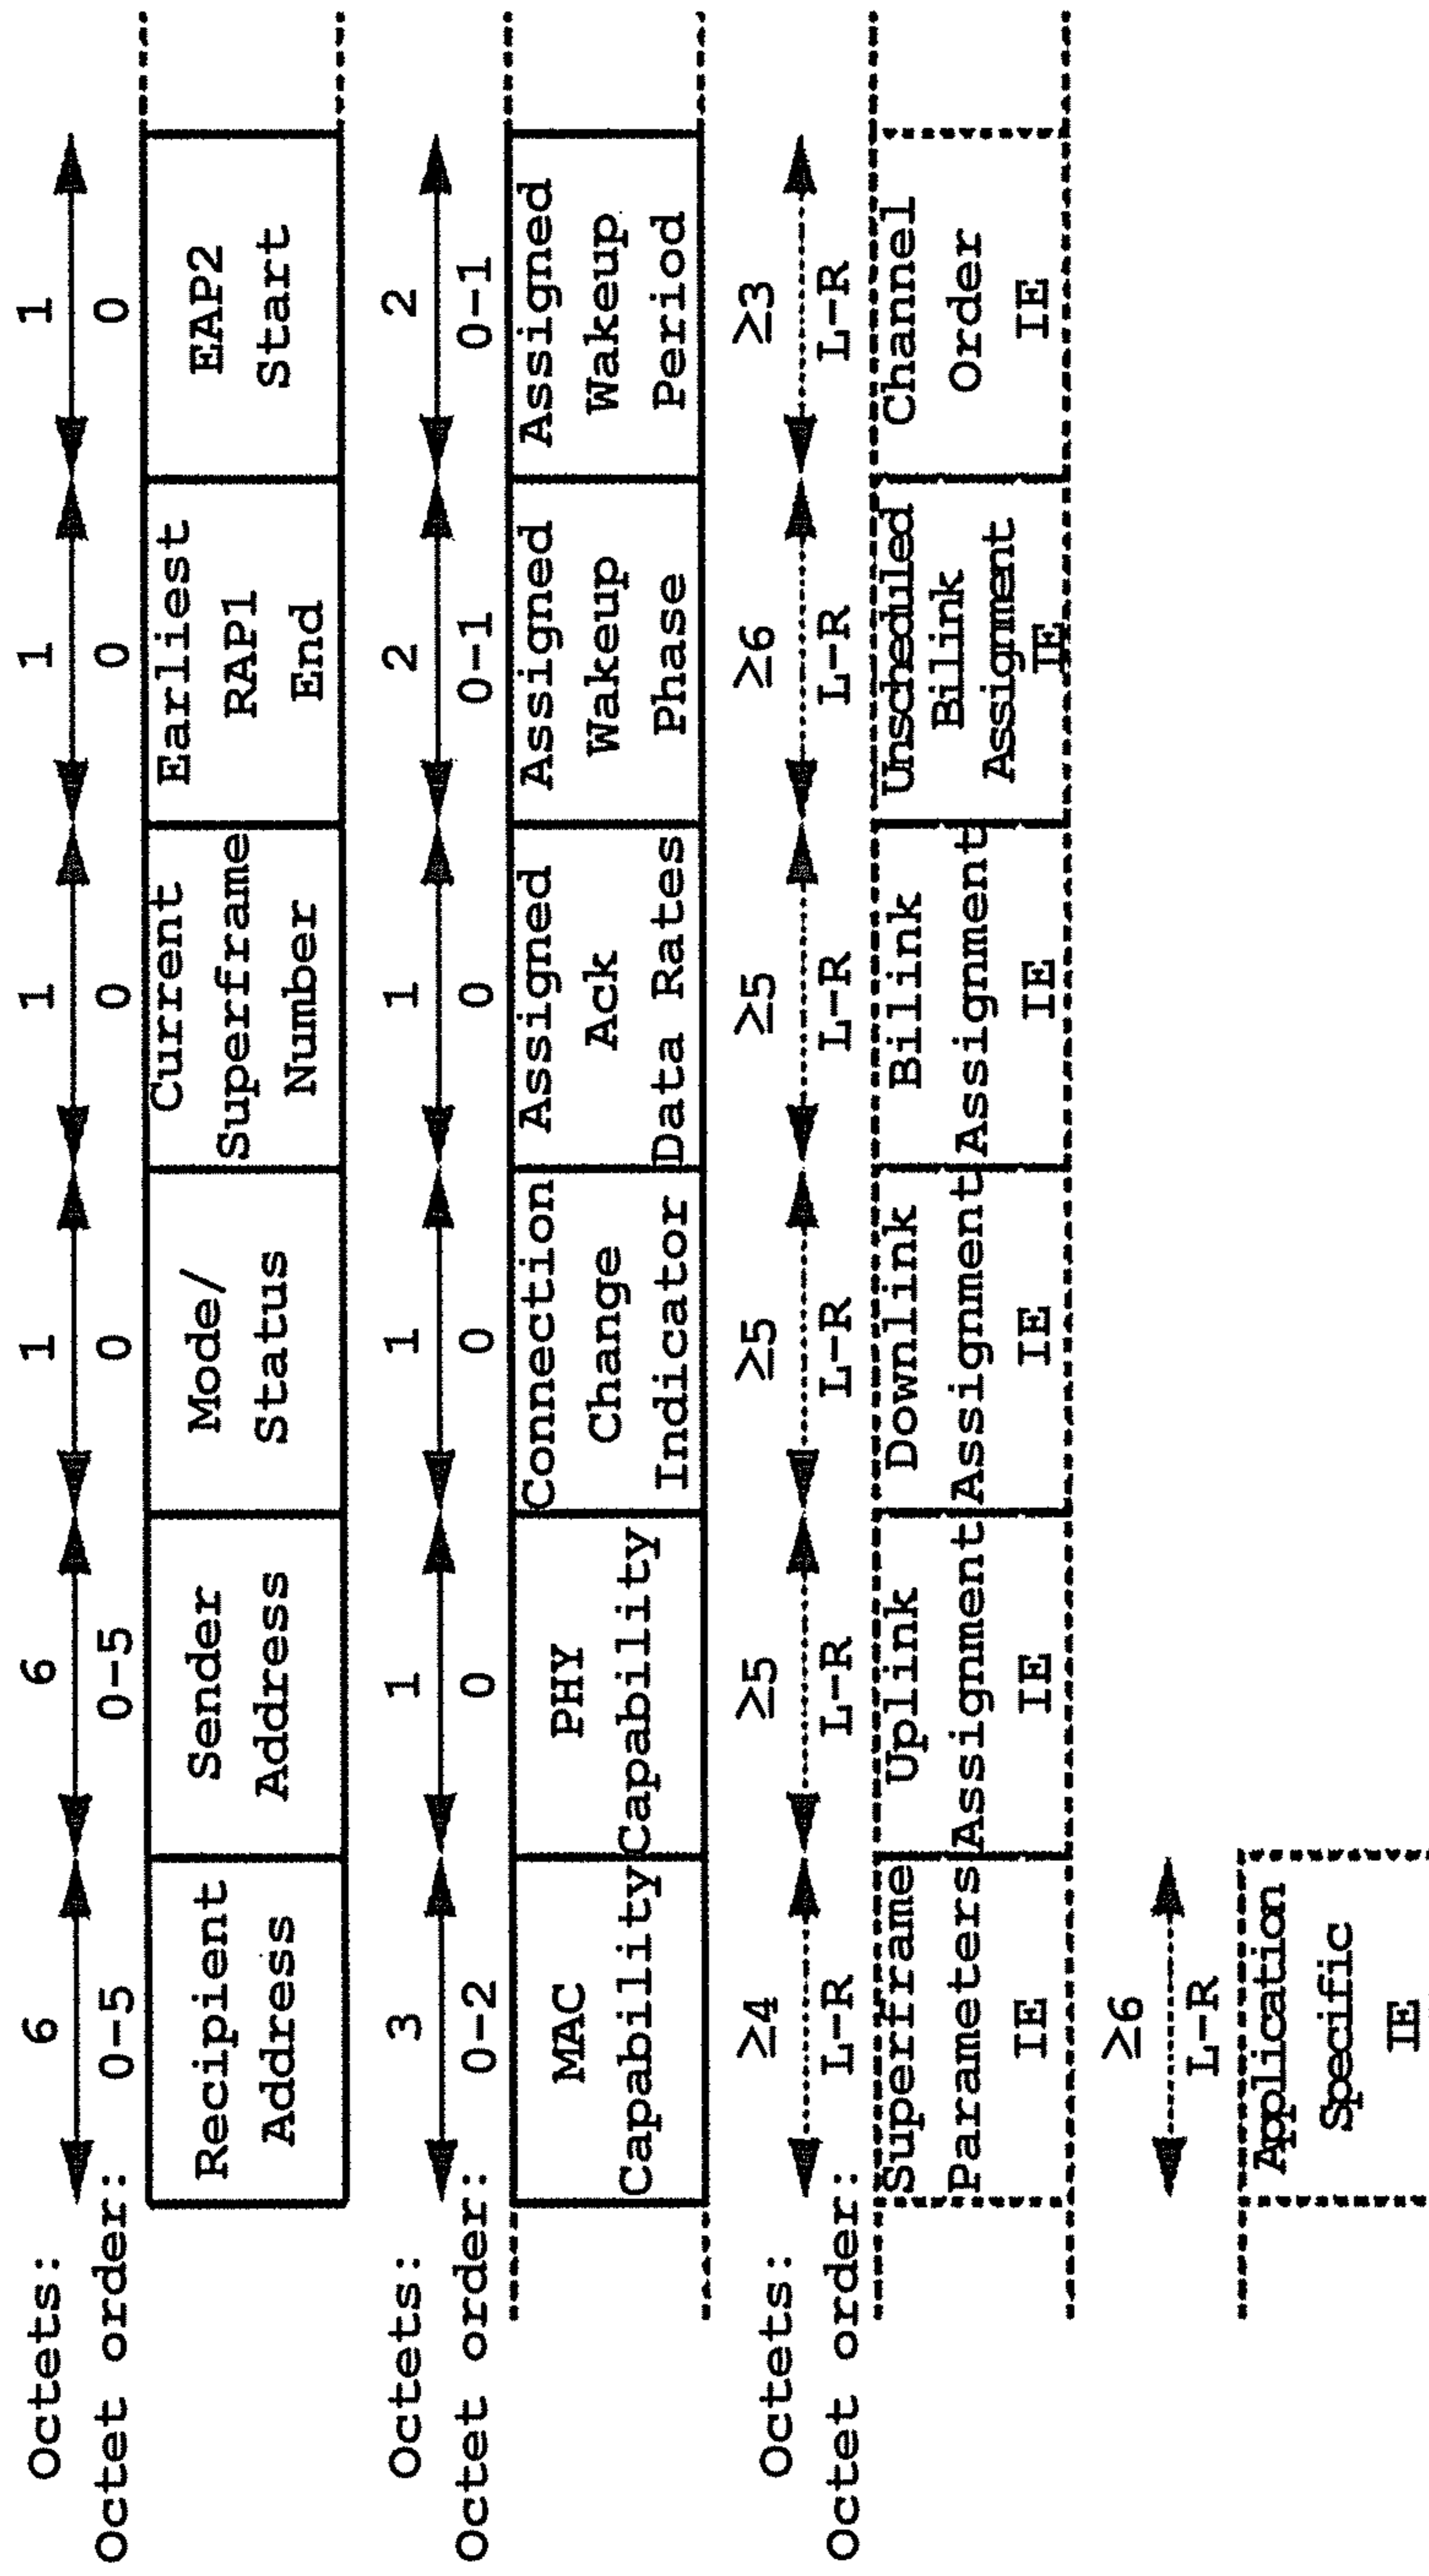 Octets: 6 6 1 1 1 1
Octet order: 0-5 0-5 0 0 0 0
Recipient
Address
Sender
Address
Mode/
Status
Current
Superframe
Number
Earliest
RAP1
End
EAP2
Start
Octets: 3 1 1 1 2 2
Octet order: 0-2 0 0 0 0-1 0-1
MAC
Capability
PHY
Capability
Connection
Change
Indicator
Assigned
Ack
Data Rates
Assigned
Wakeup
Phase
Assigned
Wakeup
Period
Octets: ≥4 ≥5 ≥5 ≥5 ≥6 ≥3
Octet order: L-R L-R L-R L-R L-R L-R
Superframe
Parameters
IE
Uplink
Assignment
IE
Downlink
Assignment
IE
Bilink
Assignment
IE
Unscheduled
Bilink
Assignment
IE
Channel
Order
IE
≥6
L-R
Application
Specific
IE